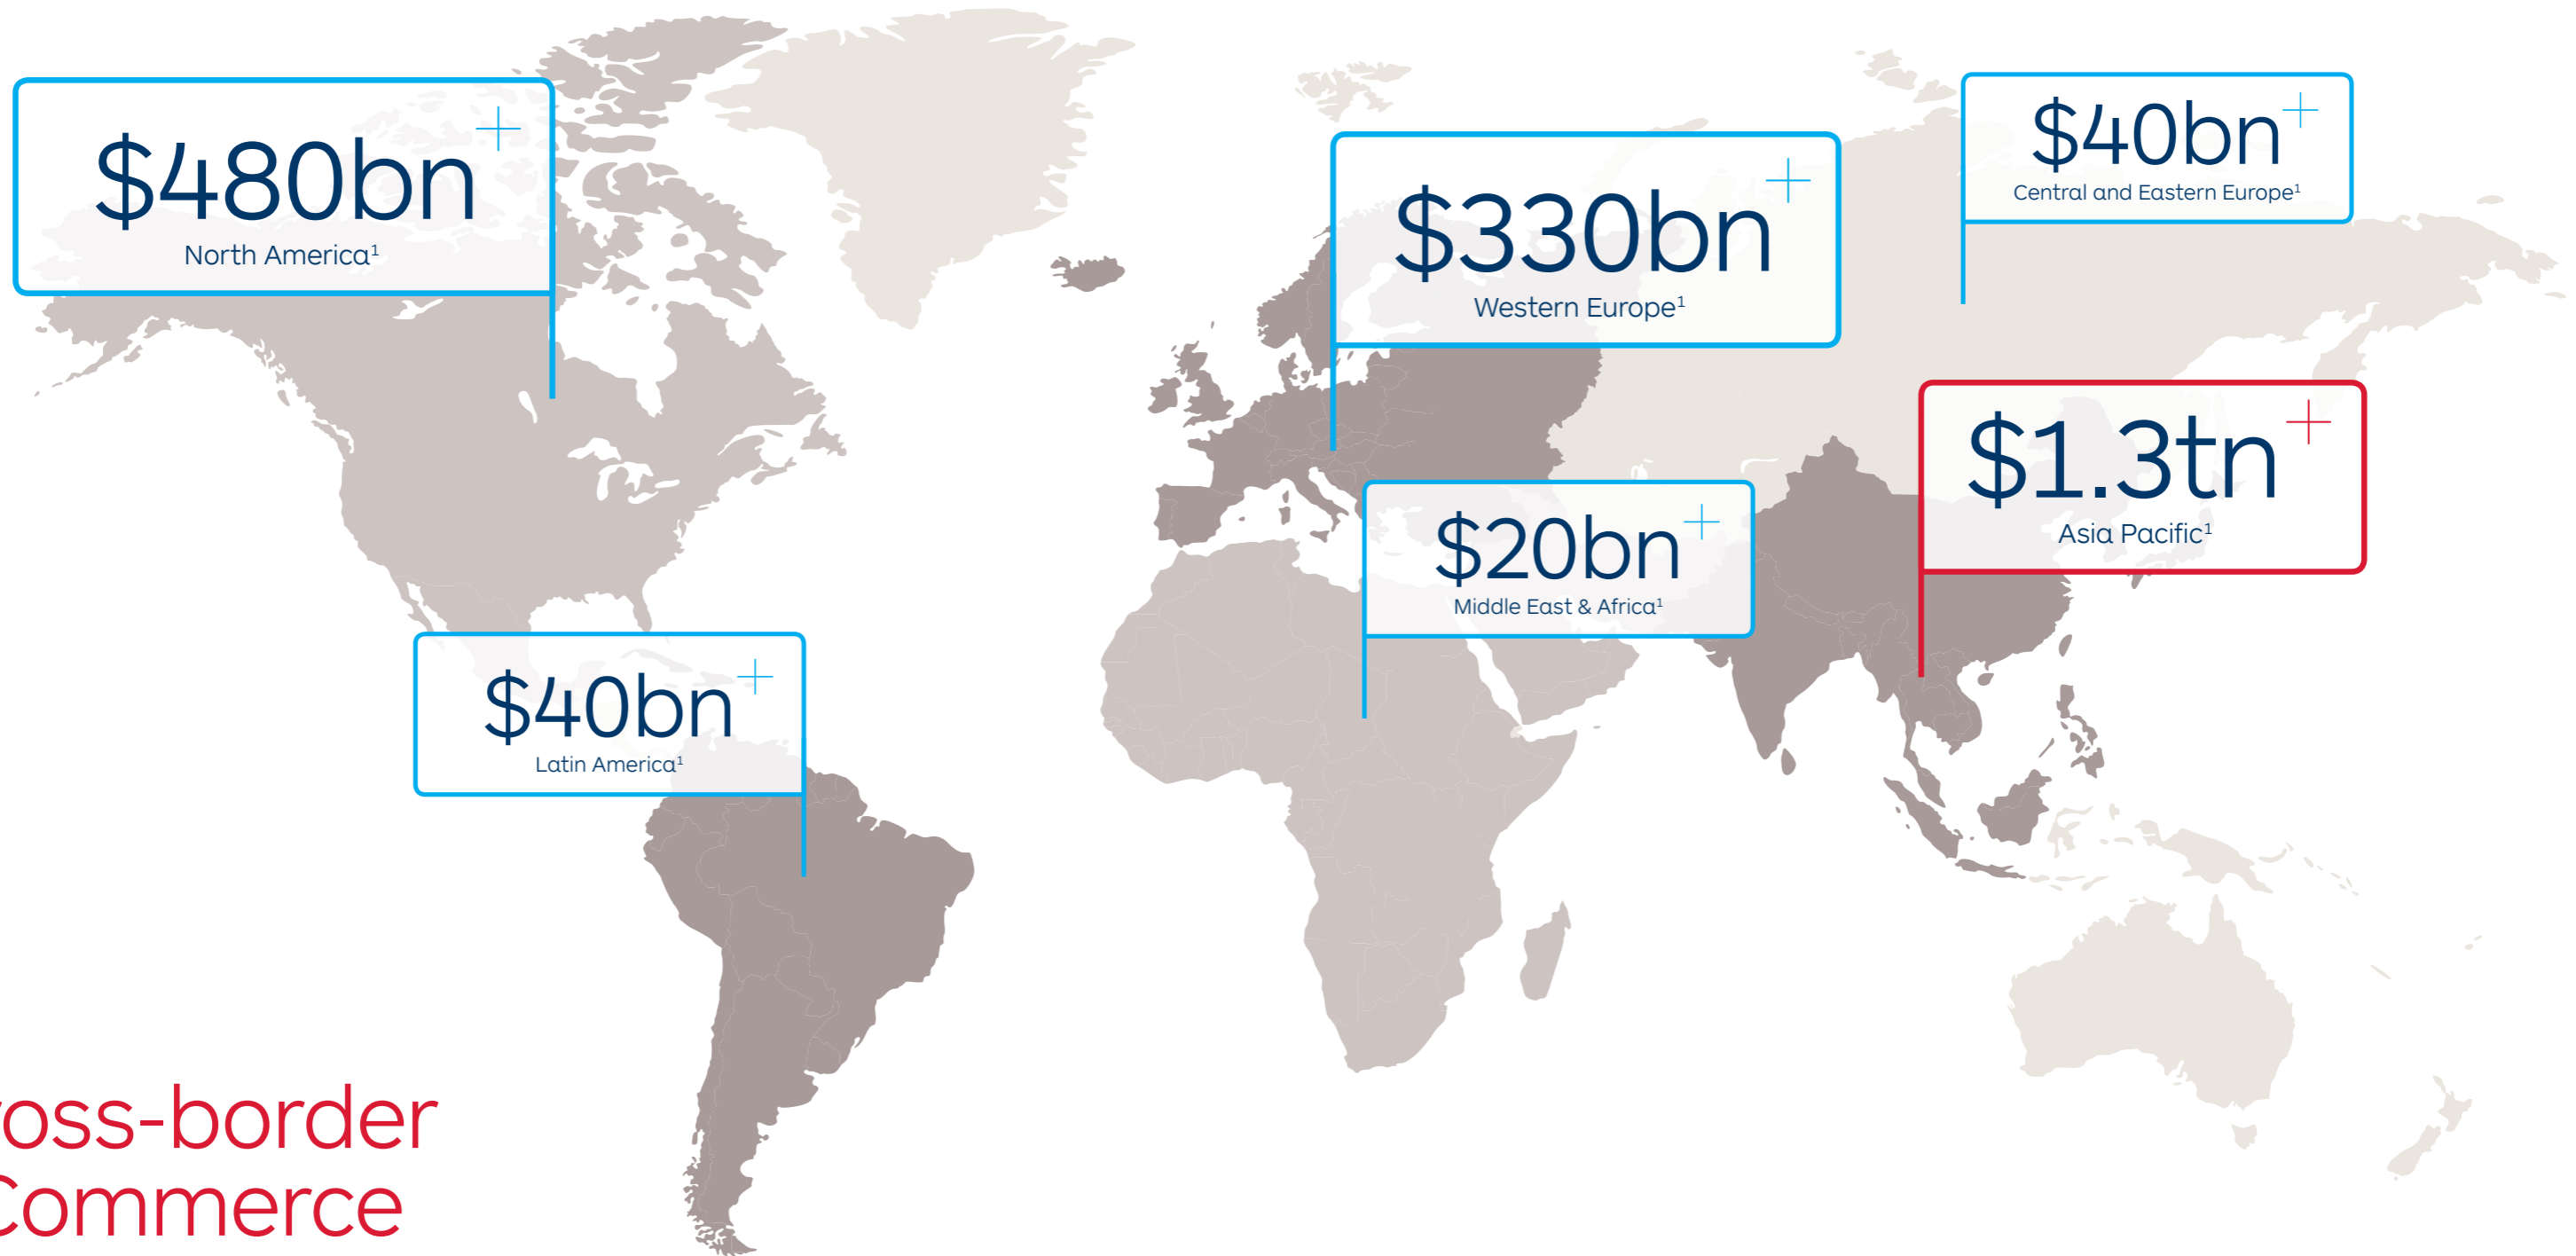 $480bn+
North America¹
$330bn+
Western Europe¹
$40bn+
Central and Eastern Europe¹
$1.3tn+
Asia Pacific¹
$20bn+
Middle East & Africa¹
$40bn+
Latin America¹
ross-border
Commerce